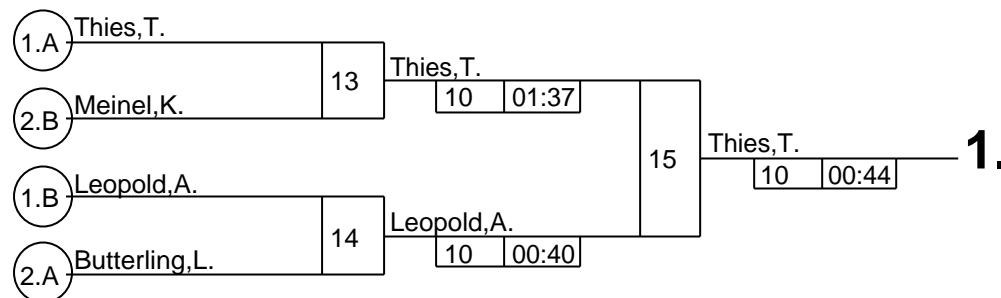 1.A Thies,T.
13
Thies,T.
10 01:37
2.B Meinel,K.
15
Thies,T.
10 00:44
1.
1.B Leopold,A.
14
Leopold,A.
10 00:40
2.A Butterling,L.